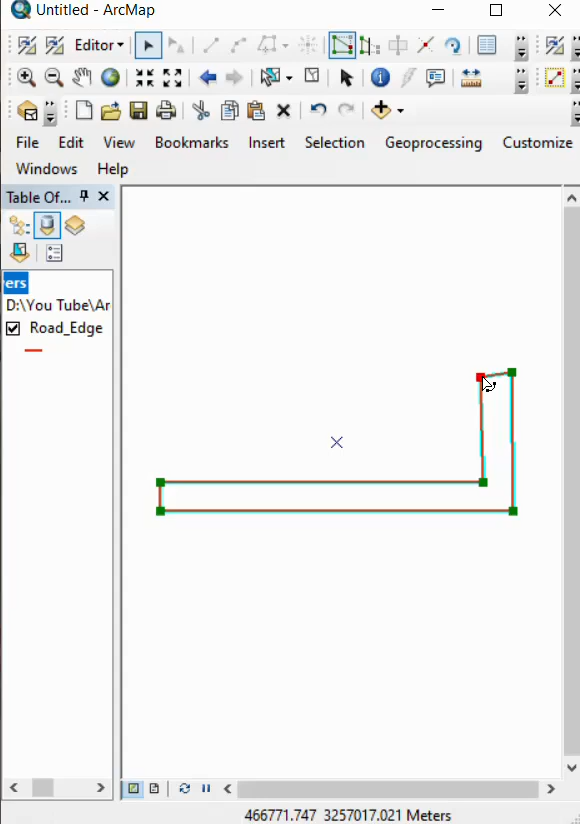 Untitled - ArcMap
Editor
File Edit View Bookmarks Insert Selection Geoprocessing Customize
Windows Help
Table Of...
ers
D:\You Tube\Ar
Road_Edge
466771.747 3257017.021 Meters